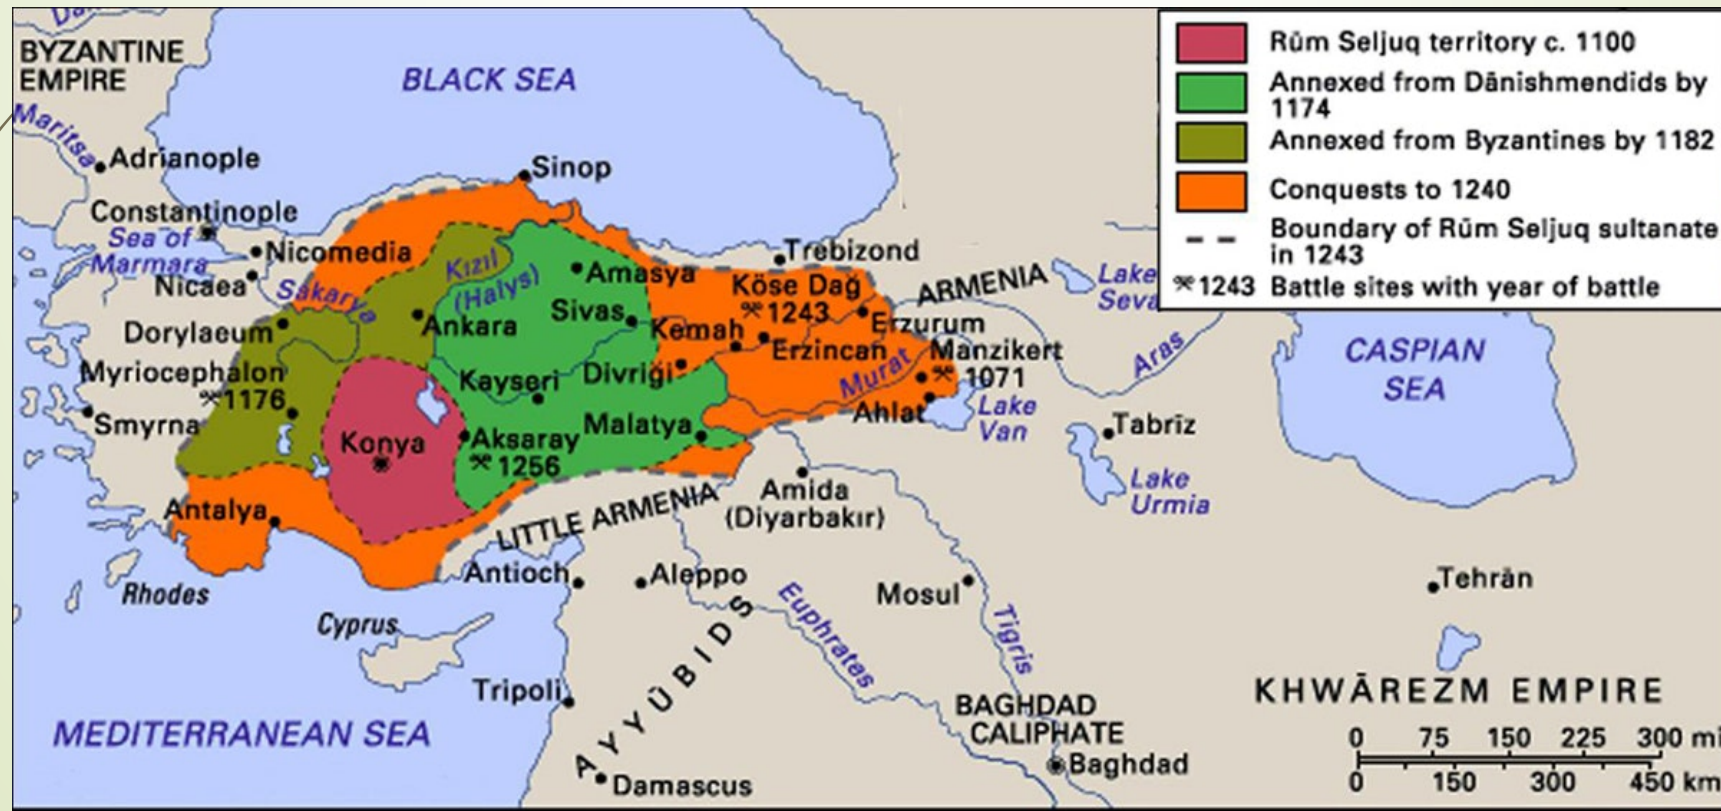 BYZANTINE
EMPIRE
BLACK SEA
Maritsa
Adrianople
Sinop
Constantinople
Sea of
Marmara
Nicomedia
Nicaea
Sakarya
Kızıl
(Halys)
Amasya
Trebizond
ARMENIA
Lake
Köse Dağ
1243
Dorylaeum
Ankara
Sivas
Kemah
Erzurum
Erzincan
Manzikert
1071
Aras
CASPIAN
SEA
Myriocephalon
1176
Kayseri
Divriği
Murat
Ahlat
Lake
Van
Smyrna
Konya
Aksaray
1256
Malatya
Tabrīz
Lake
Urmia
Antalya
LITTLE ARMENIA
Amida
(Diyarbakır)
Antioch
Aleppo
Mosul
Tehrān
Rhodes
Cyprus
Euphrates
Tigris
Tripoli
AYYŪBIDS
BAGHDAD
CALIPHATE
Baghdad
KHWĀREZM EMPIRE
MEDITERRANEAN SEA
Damascus
0 75 150 225 300 mi
0 150 300 450 km
Rūm Seljuq territory c. 1100
Annexed from Dānishmendids by
1174
Annexed from Byzantines by 1182
Conquests to 1240
Boundary of Rūm Seljuq sultanate
in 1243
1243 Battle sites with year of battle